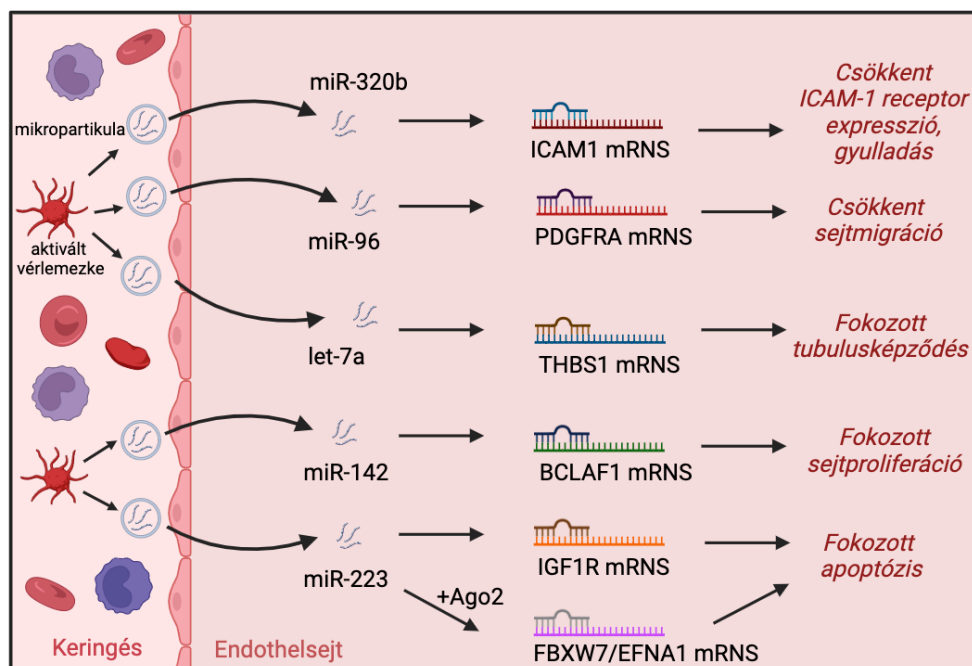 miR-320b
mikropartikula
ICAM1 mRNS
Csökkent
ICAM-1 receptor
expresszió,
gyulladás
aktivált
vérlemezke
miR-96
PDGFRA mRNS
Csökkent
sejtmigráció
let-7a
THBS1 mRNS
Fokozott
tubulusképződés
miR-142
BCLAF1 mRNS
Fokozott
sejtproliferáció
miR-223
+Ago2
IGF1R mRNS
FBXW7/EFNA1 mRNS
Fokozott
apoptózis
Keringés
Endothelsejt